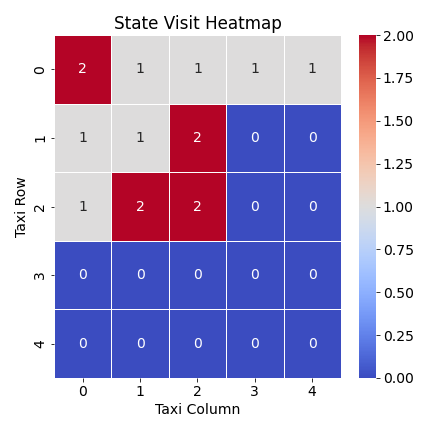 State Visit Heatmap
0 2 1 1 1 1
1 1 1 2 0 0
2 1 2 2 0 0
3 0 0 0 0 0
4 0 0 0 0 0
0 1 2 3 4
Taxi Column
Taxi Row
2.00
1.75
1.50
1.25
1.00
0.75
0.50
0.25
0.00